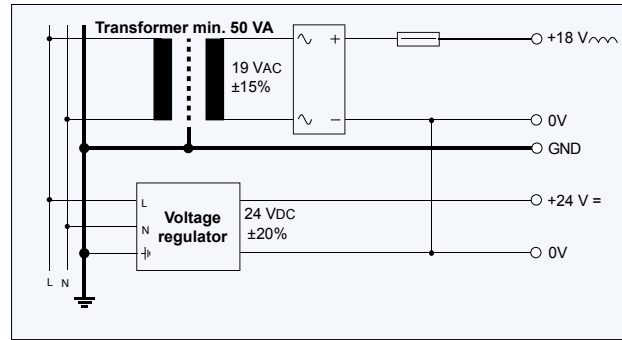 Transformer min. 50 VA
19 VAC
±15%
+
−
+18 V
0V
GND
L
N
Voltage
regulator
24 VDC
±20%
+24 V =
0V
L N